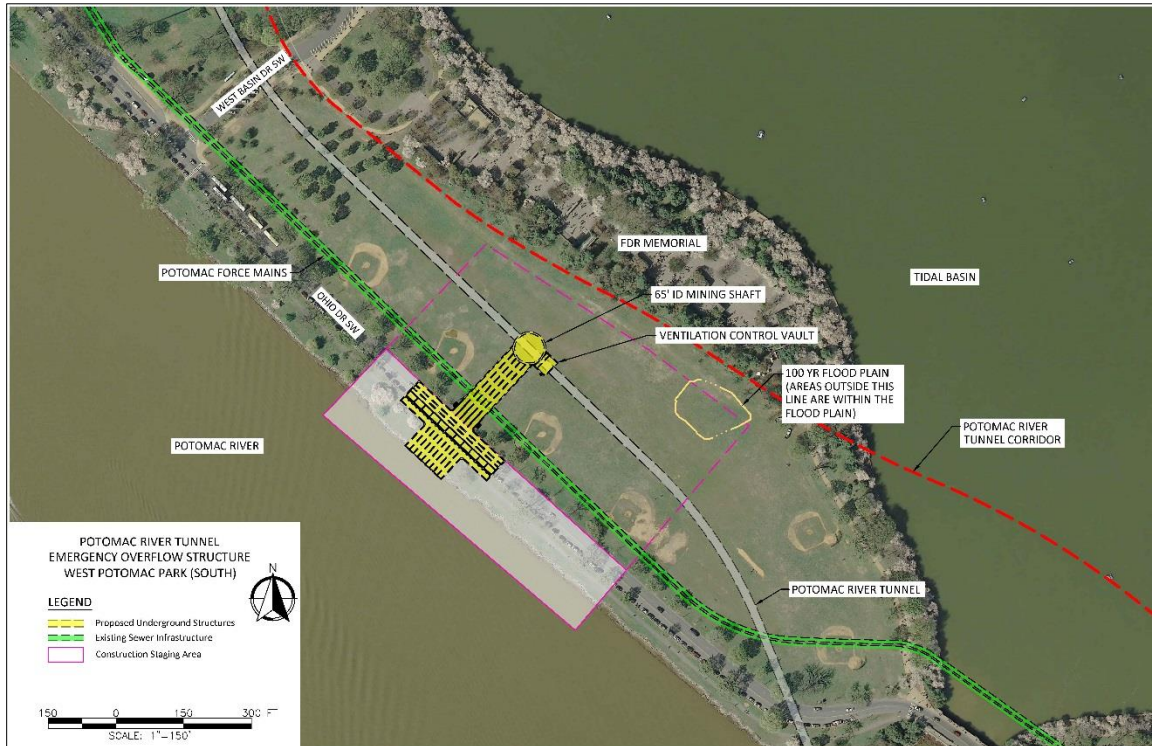 WEST BASIN DR SW
FDR MEMORIAL
POTOMAC FORCE MAINS
TIDAL BASIN
65' ID MINING SHAFT
OHIO DR SW
VENTILATION CONTROL VAULT
100 YR FLOOD PLAIN
(AREAS OUTSIDE THIS
LINE ARE WITHIN THE
FLOOD PLAIN)
POTOMAC RIVER
POTOMAC RIVER
TUNNEL CORRIDOR
POTOMAC RIVER TUNNEL
POTOMAC RIVER TUNNEL
EMERGENCY OVERFLOW STRUCTURE
WEST POTOMAC PARK (SOUTH)
N
LEGEND
Proposed Underground Structures
Existing Sewer Infrastructure
Construction Staging Area
150 0 150 300 FT
SCALE: 1"=150'